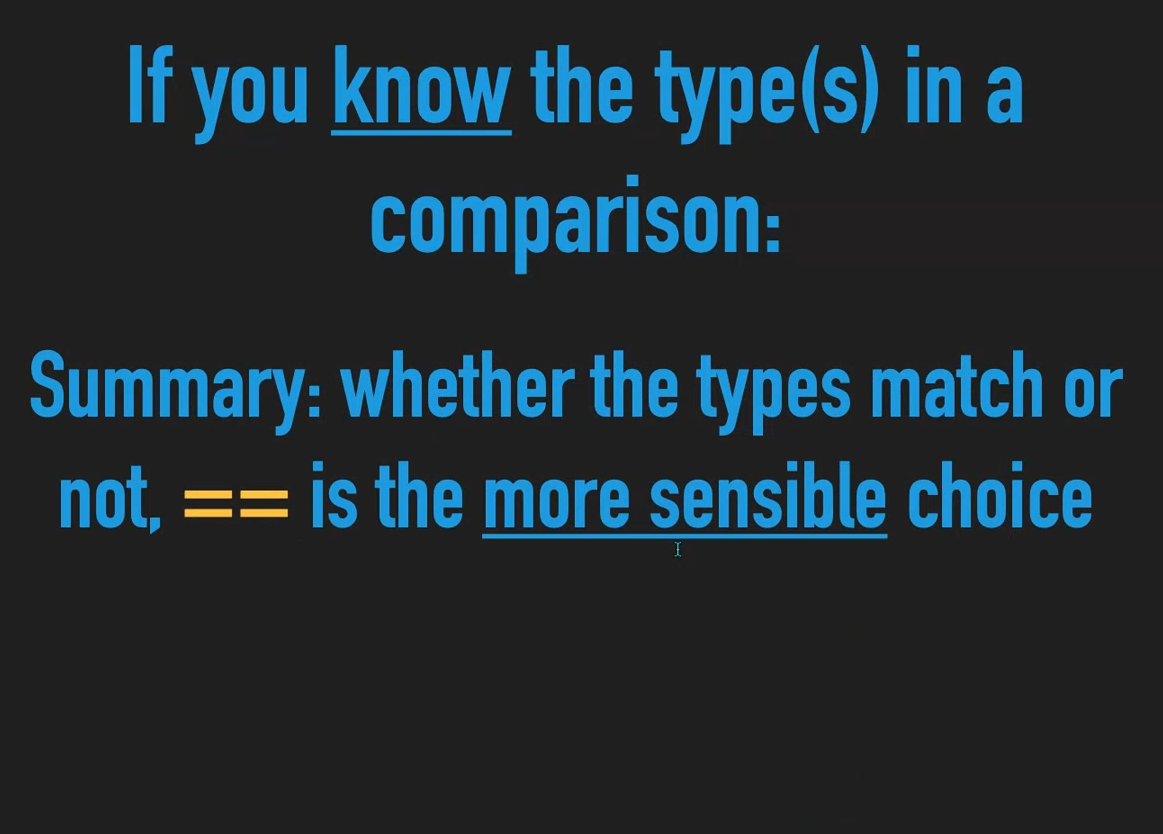 If you know the type(s) in a
comparison:
Summary: whether the types match or
not, == is the more sensible choice